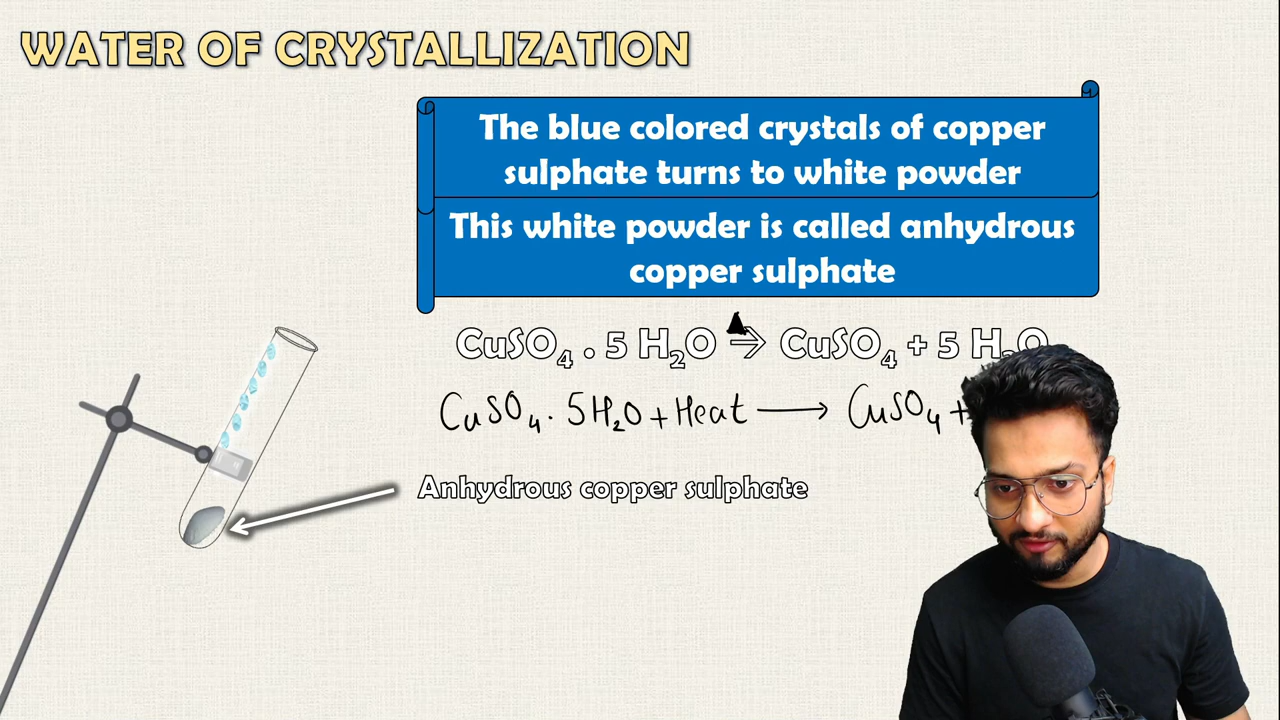 WATER OF CRYSTALLIZATION
The blue colored crystals of copper
sulphate turns to white powder
This white powder is called anhydrous
copper sulphate
CuSO₄ . 5 H₂O ⇒ CuSO₄ + 5 H₂O
CuSO₄ · 5H₂O + Heat ⟶ CuSO₄ +
Anhydrous copper sulphate